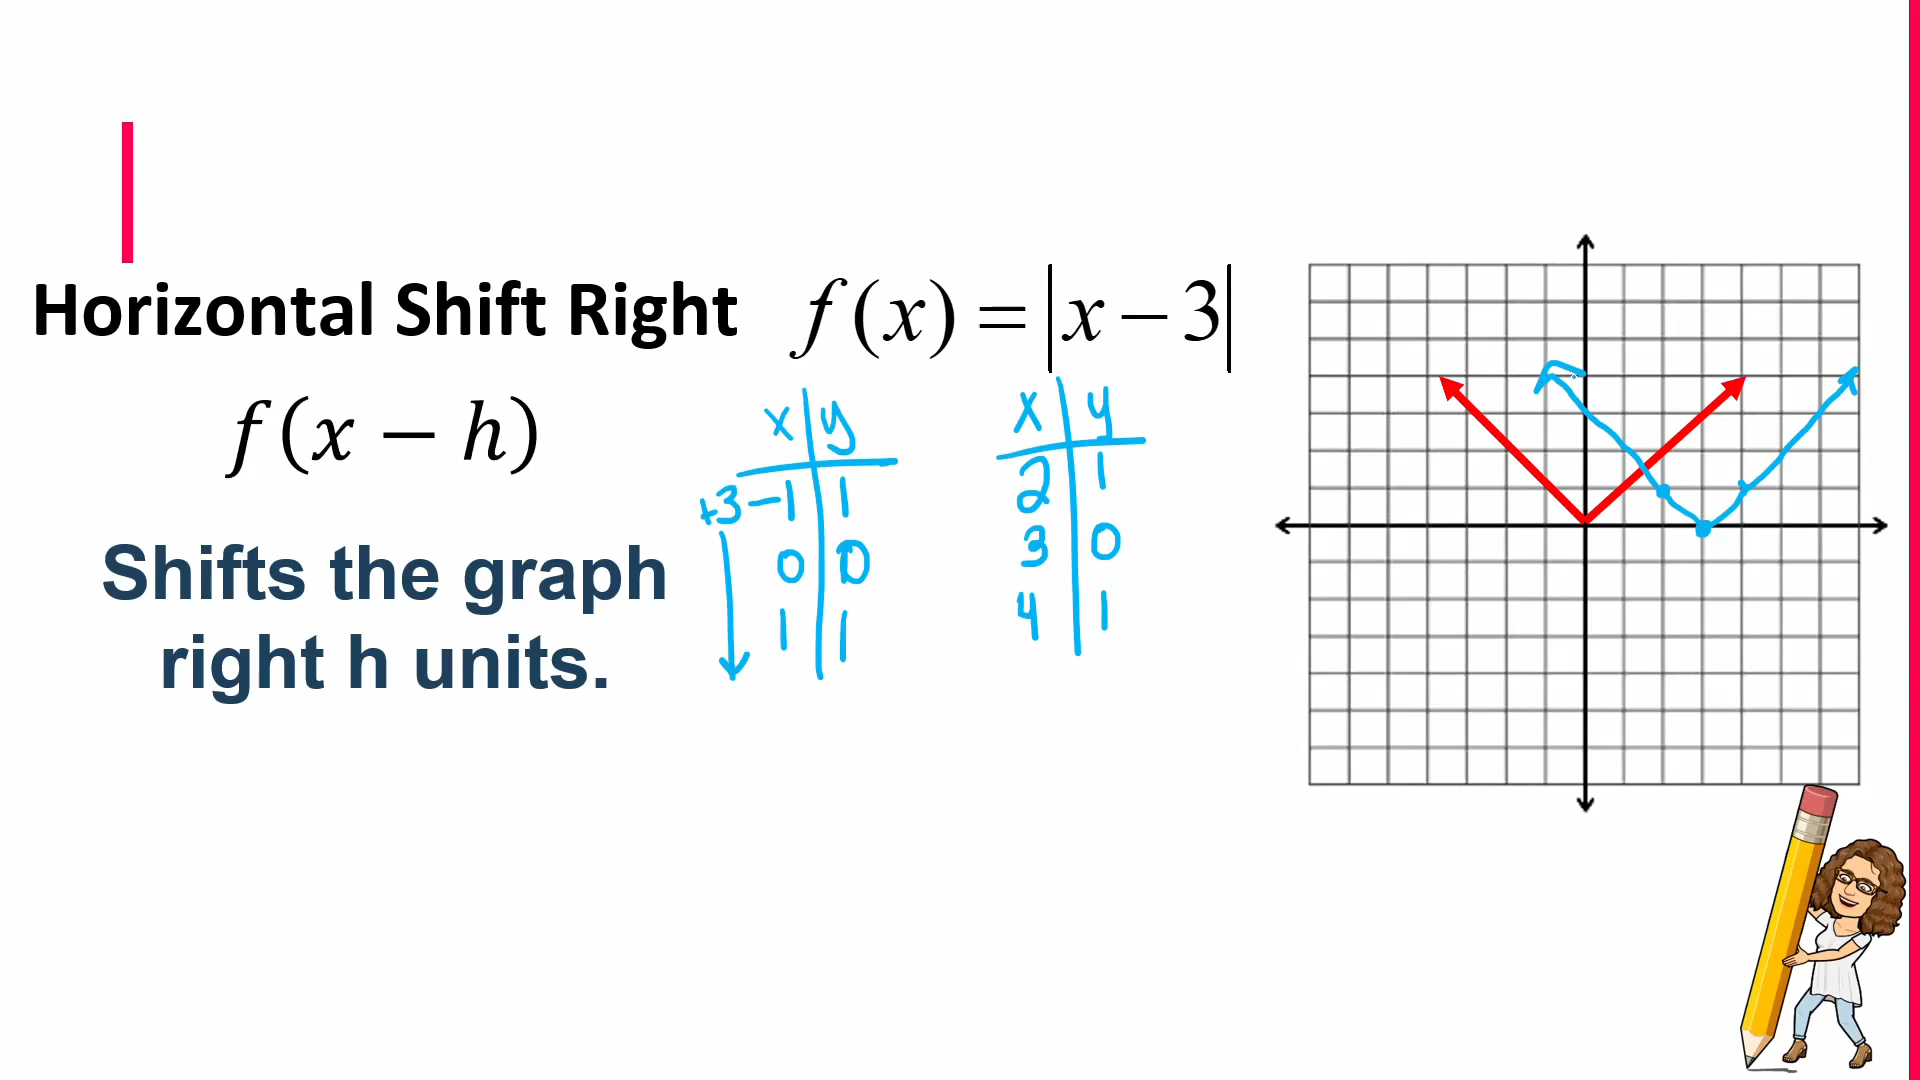 Horizontal Shift Right
f(x) = |x − 3|
f(x − h)
Shifts the graph
right h units.
x y
+3 −1 1
0 0
1 1
x y
2 1
3 0
4 1